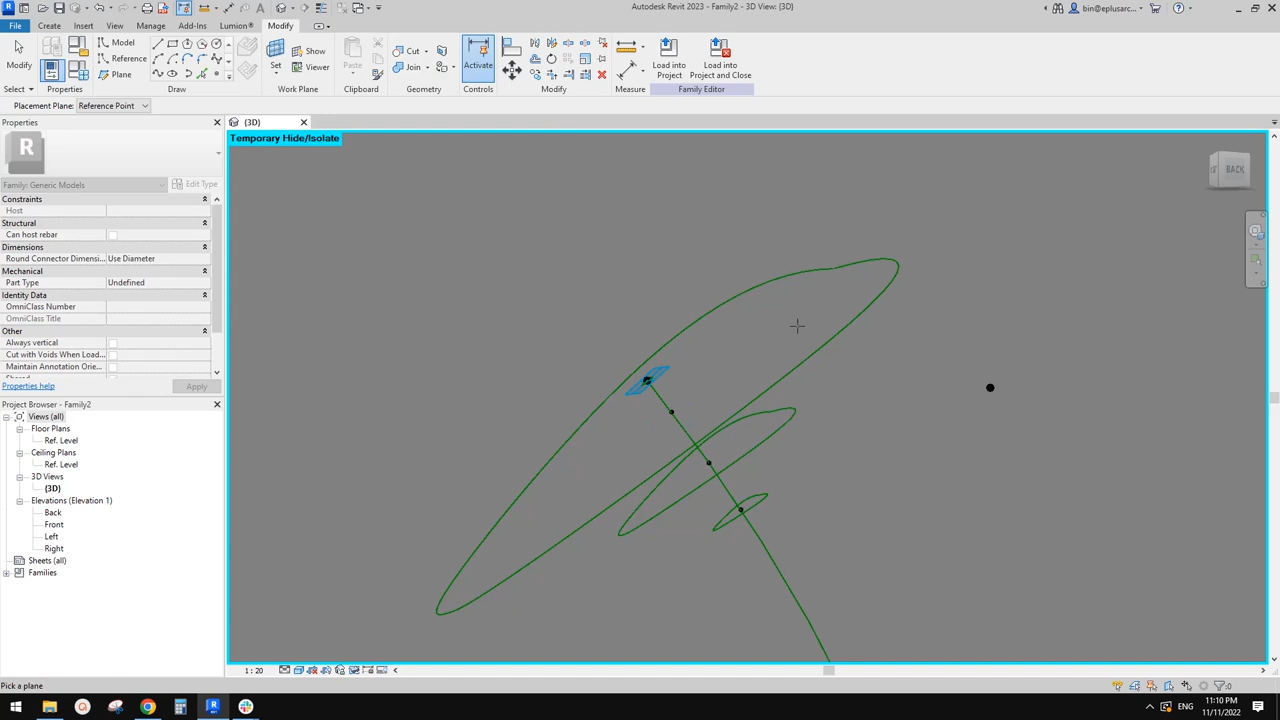 Autodesk Revit 2023 - Family2 - 3D View: {3D}
bin@eplusarc...
File
Create
Insert
View
Manage
Add-Ins
Lumion®
Modify
Modify
Model
Reference
Plane
Set
Show
Viewer
Paste
Cut
Join
Activate
Load into
Project
Load into
Project and Close
Select
Properties
Draw
Work Plane
Clipboard
Geometry
Controls
Modify
Measure
Family Editor
Placement Plane: Reference Point
Properties
{3D}
Temporary Hide/Isolate
R
BACK
Family: Generic Models
Edit Type
Constraints
Host
Structural
Can host rebar
Dimensions
Round Connector Dimensi... Use Diameter
Mechanical
Part Type Undefined
Identity Data
OmniClass Number
OmniClass Title
Other
Always vertical
Cut with Voids When Load...
Maintain Annotation Orie...
Properties help
Apply
Project Browser - Family2
Views (all)
Floor Plans
Ref. Level
Ceiling Plans
Ref. Level
3D Views
{3D}
Elevations (Elevation 1)
Back
Front
Left
Right
Sheets (all)
Families
1 : 20
Pick a plane
:0
ENG
11:10 PM
11/11/2022